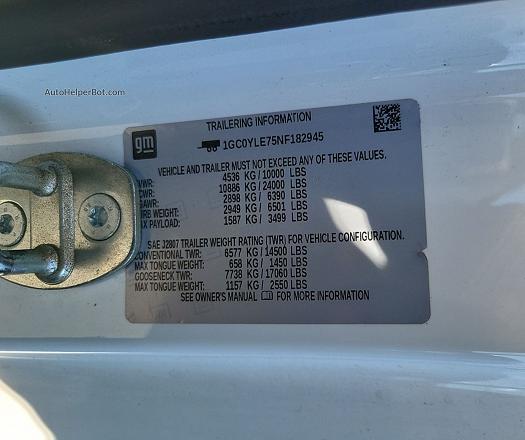 AutoHelperBot.com
TRAILERING INFORMATION
gm
1GC0YLE75NF182945
VEHICLE AND TRAILER MUST NOT EXCEED ANY OF THESE VALUES.
4536 KG/10000 LBS
10886 KG/24000 LBS
2898 KG/ 6390 LBS
WEIGHT: 2949 KG/ 6501 LBS
PAYLOAD: 1587 KG/ 3499 LBS
SAE J2807 TRAILER WEIGHT RATING (TWR) FOR VEHICLE CONFIGURATION.
CONVENTIONAL TWR: 6577 KG/14500 LBS
MAX TONGUE WEIGHT: 658 KG/ 1450 LBS
GOOSENECK TWR: 7738 KG/17060 LBS
MAX TONGUE WEIGHT: 1157 KG/ 2550 LBS
SEE OWNER'S MANUAL FOR MORE INFORMATION